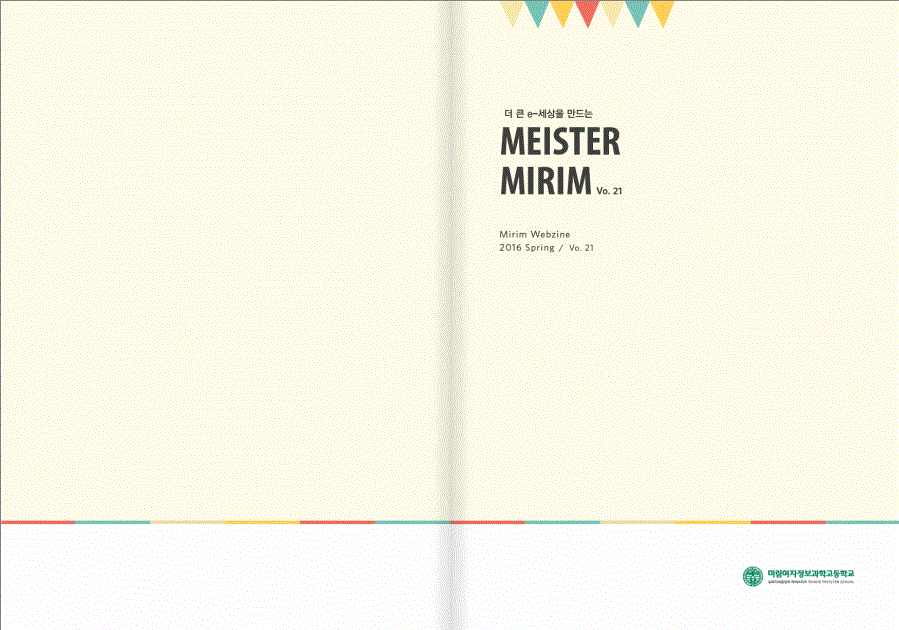 더 큰 e-세상을 만드는
MEISTER
MIRIM Vo. 21
Mirim Webzine
2016 Spring / Vo. 21
미림여자정보과학고등학교